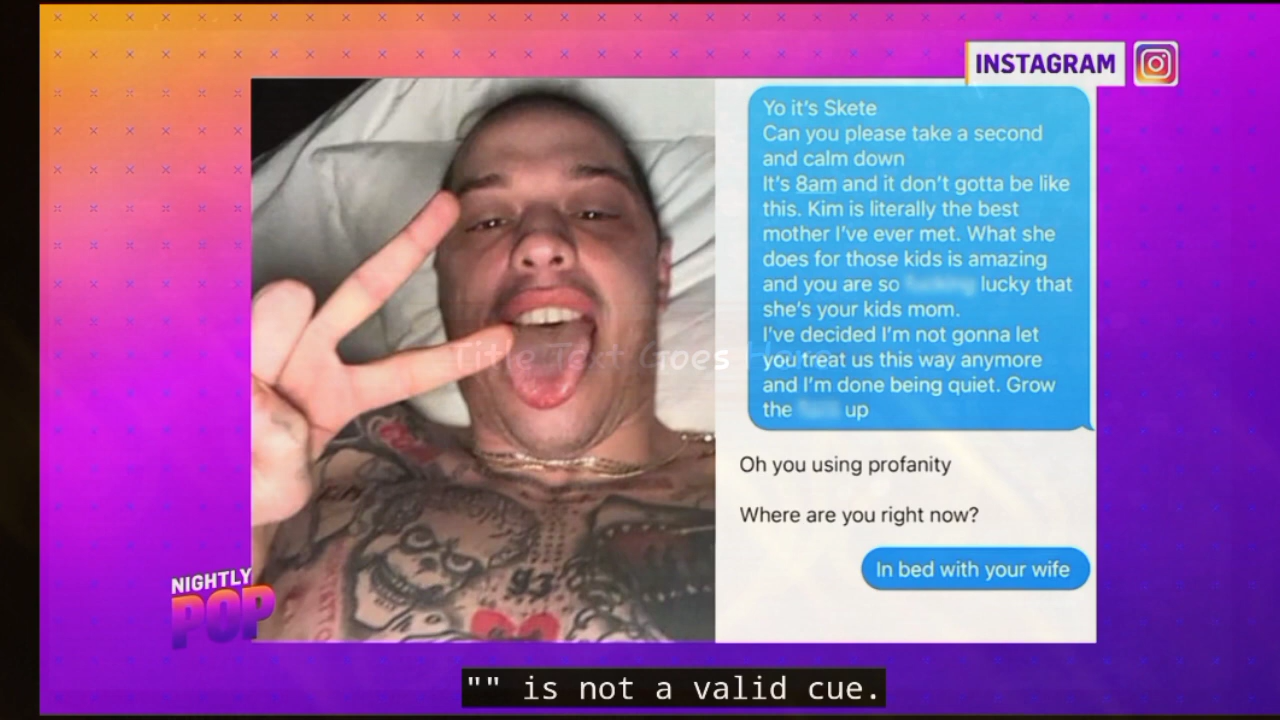 INSTAGRAM
Yo it's Skete
Can you please take a second
and calm down
It's 8am and it don't gotta be like
this. Kim is literally the best
mother I've ever met. What she
does for those kids is amazing
and you are so lucky that
she's your kids mom.
I've decided I'm not gonna let
you treat us this way anymore
and I'm done being quiet. Grow
the up
Title Text Goes Here
Oh you using profanity
Where are you right now?
In bed with your wife
NIGHTLY
POP
"" is not a valid cue.